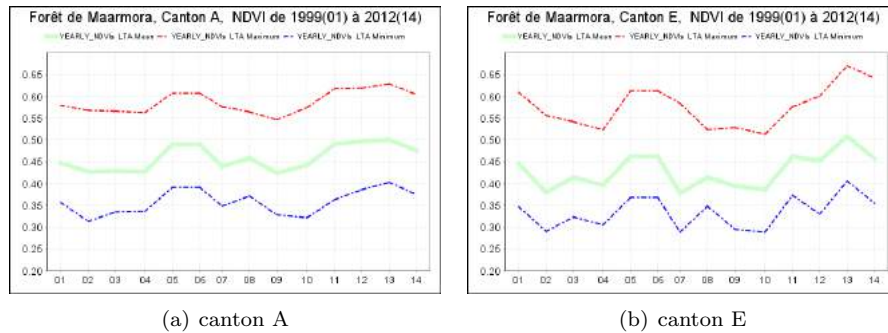 Forêt de Maarmora, Canton A, NDVI de 1999(01) à 2012(14)
YEARLY_NDVIs LTA Mean YEARLY_NDVIs LTA Maximum YEARLY_NDVIs LTA Minimum
0.65
0.60
0.55
0.50
0.45
0.40
0.35
0.30
0.25
0.20
01 02 03 04 05 06 07 08 09 10 11 12 13 14
(a) canton A
Forêt de Maarmora, Canton E, NDVI de 1999(01) à 2012(14)
YEARLY_NDVIs LTA Mean YEARLY_NDVIs LTA Maximum YEARLY_NDVIs LTA Minimum
0.65
0.60
0.55
0.50
0.45
0.40
0.35
0.30
0.25
0.20
01 02 03 04 05 06 07 08 09 10 11 12 13 14
(b) canton E